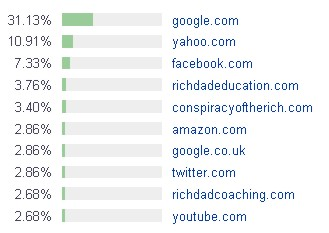 31.13% google.com
10.91% yahoo.com
7.33% facebook.com
3.76% richdadeducation.com
3.40% conspiracyoftherich.com
2.86% amazon.com
2.86% google.co.uk
2.86% twitter.com
2.68% richdadcoaching.com
2.68% youtube.com